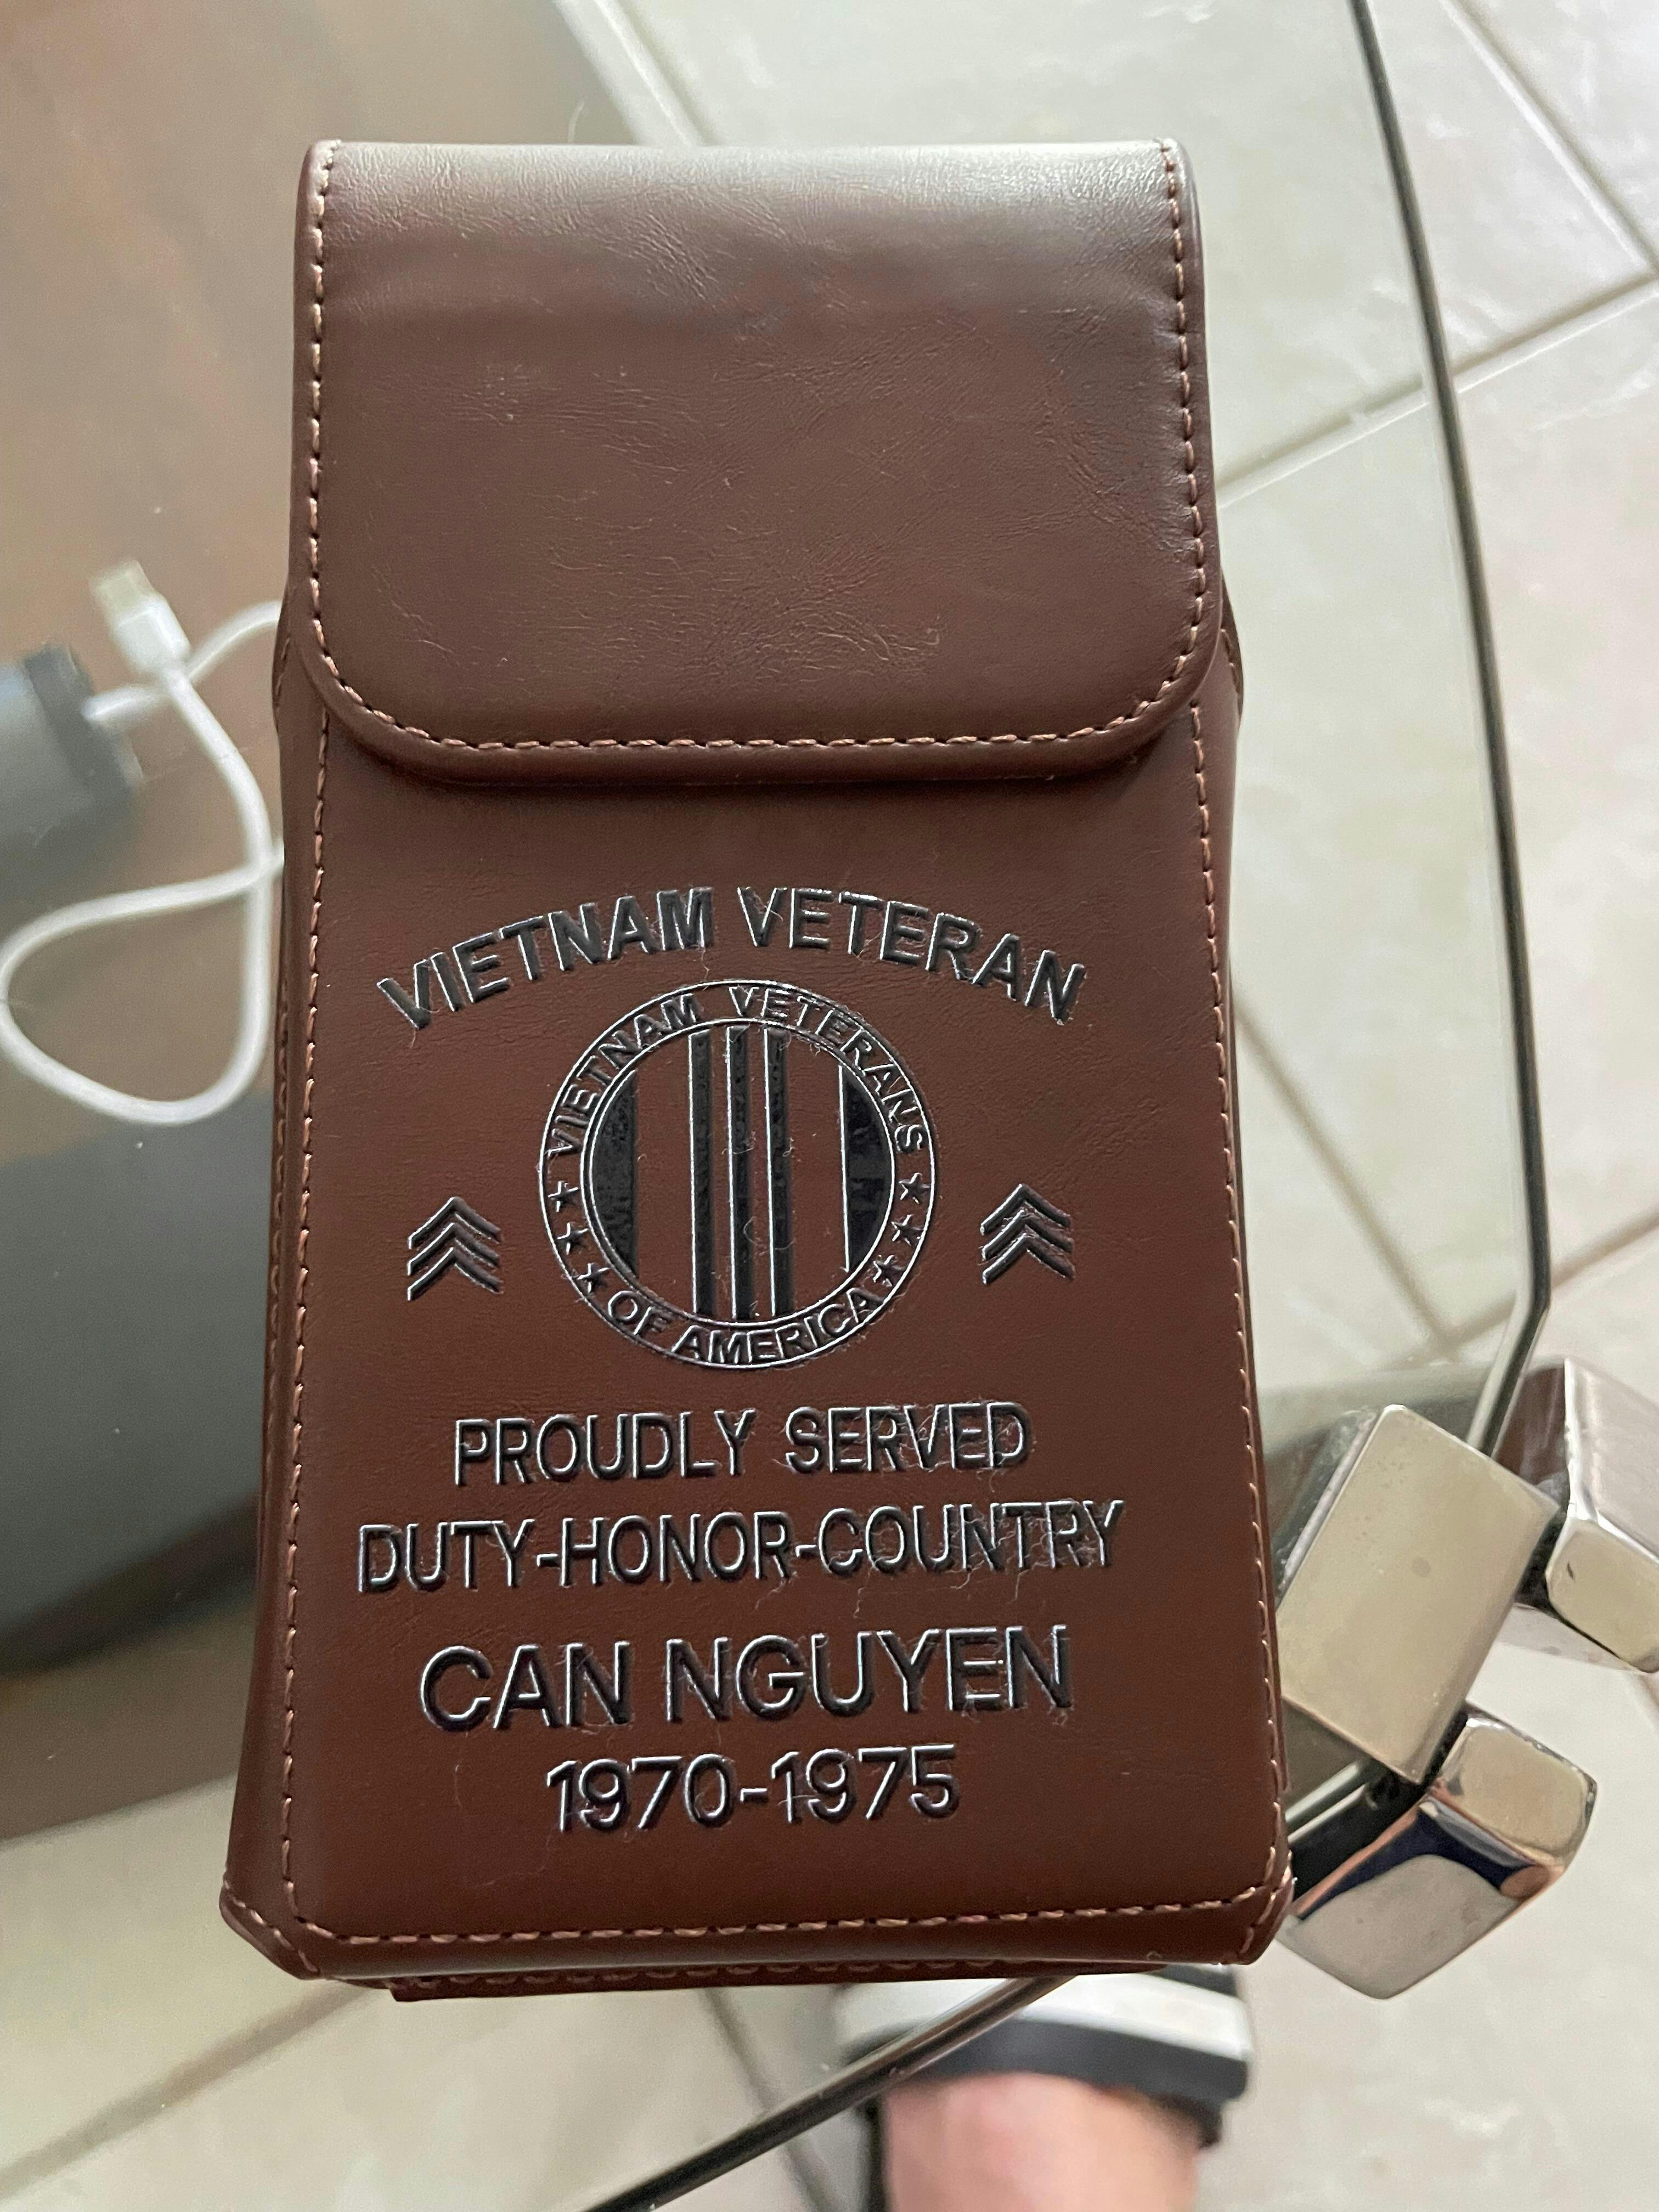 VIETNAM VETERAN
VIETNAM VETERANS
OF AMERICA
PROUDLY SERVED
DUTY-HONOR-COUNTRY
CAN NGUYEN
1970-1975